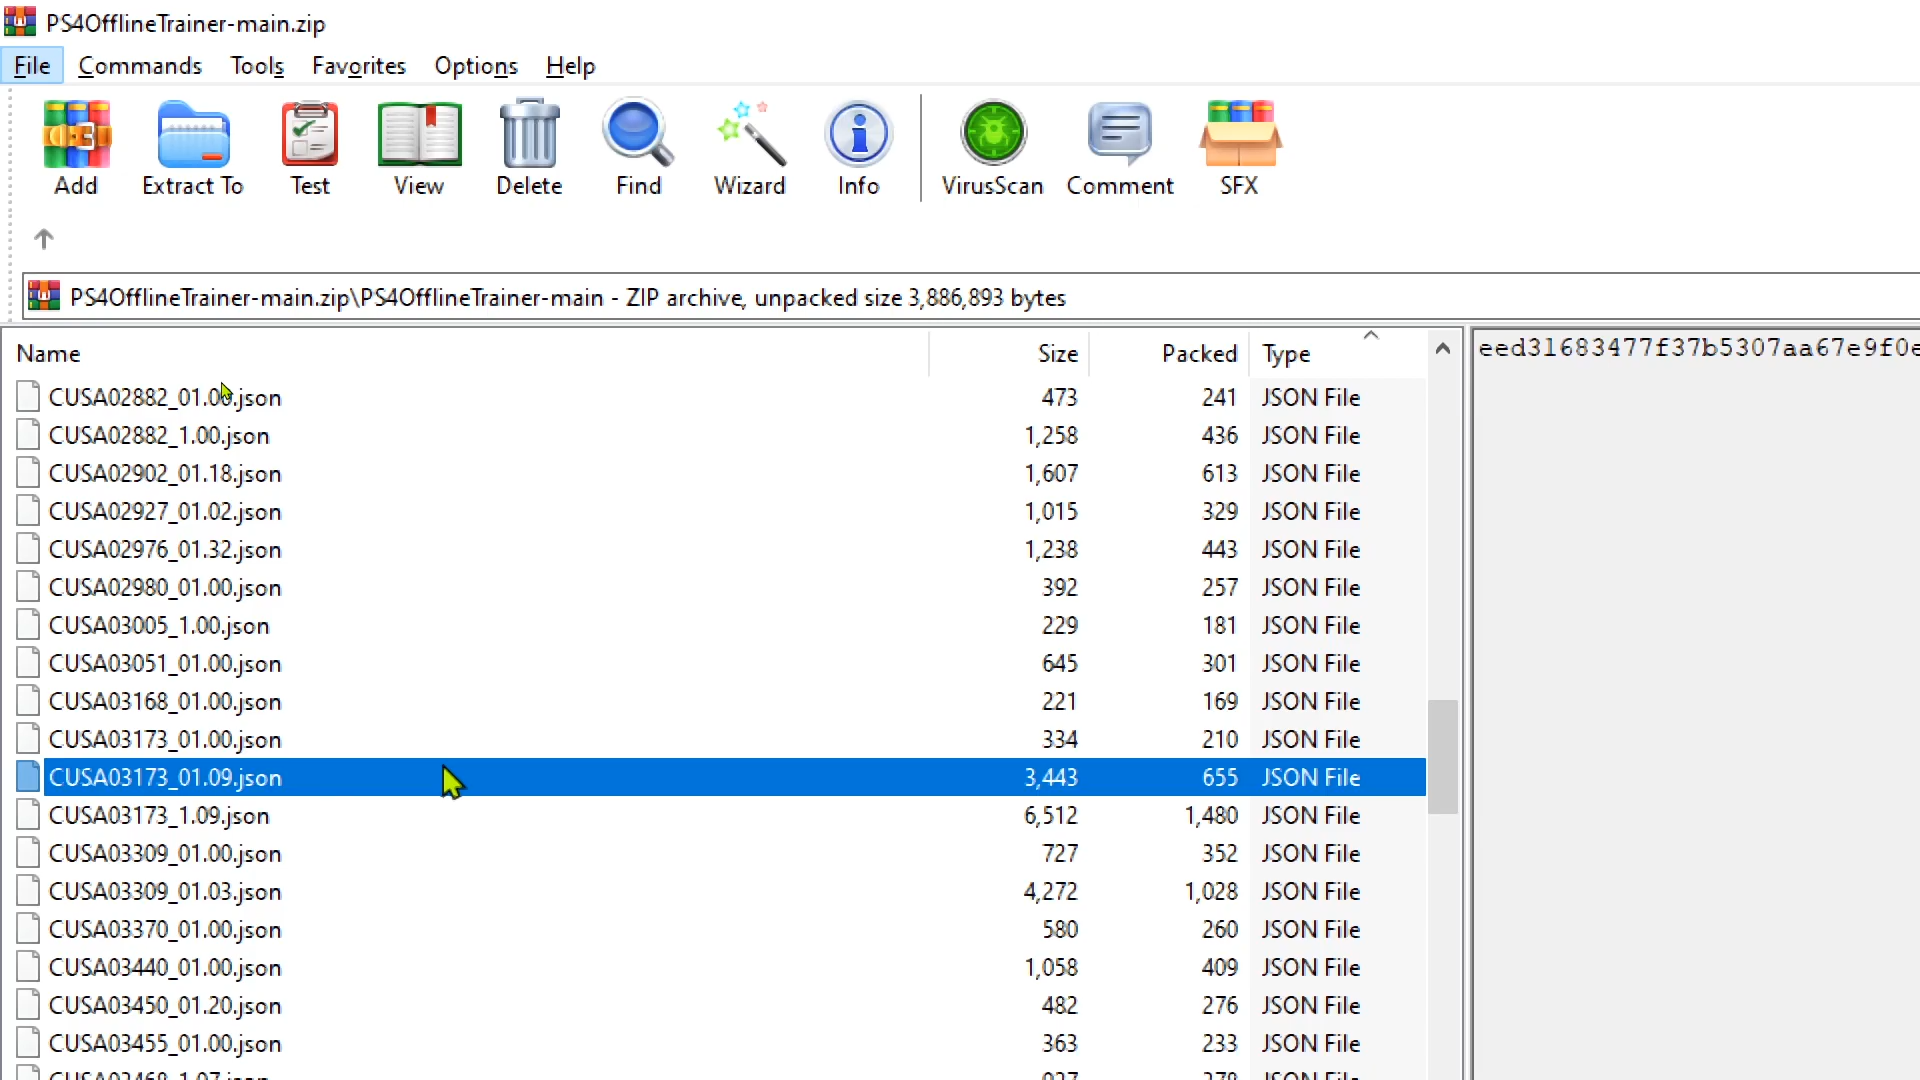 PS4OfflineTrainer-main.zip
File Commands Tools Favorites Options Help
Add Extract To Test View Delete Find Wizard Info VirusScan Comment SFX
PS4OfflineTrainer-main.zip\PS4OfflineTrainer-main - ZIP archive, unpacked size 3,886,893 bytes
Name Size Packed Type
eed31683477f37b5307aa67e9f0e
CUSA02882_01.00.json 473 241 JSON File
CUSA02882_1.00.json 1,258 436 JSON File
CUSA02902_01.18.json 1,607 613 JSON File
CUSA02927_01.02.json 1,015 329 JSON File
CUSA02976_01.32.json 1,238 443 JSON File
CUSA02980_01.00.json 392 257 JSON File
CUSA03005_1.00.json 229 181 JSON File
CUSA03051_01.00.json 645 301 JSON File
CUSA03168_01.00.json 221 169 JSON File
CUSA03173_01.00.json 334 210 JSON File
CUSA03173_01.09.json 3,443 655 JSON File
CUSA03173_1.09.json 6,512 1,480 JSON File
CUSA03309_01.00.json 727 352 JSON File
CUSA03309_01.03.json 4,272 1,028 JSON File
CUSA03370_01.00.json 580 260 JSON File
CUSA03440_01.00.json 1,058 409 JSON File
CUSA03450_01.20.json 482 276 JSON File
CUSA03455_01.00.json 363 233 JSON File